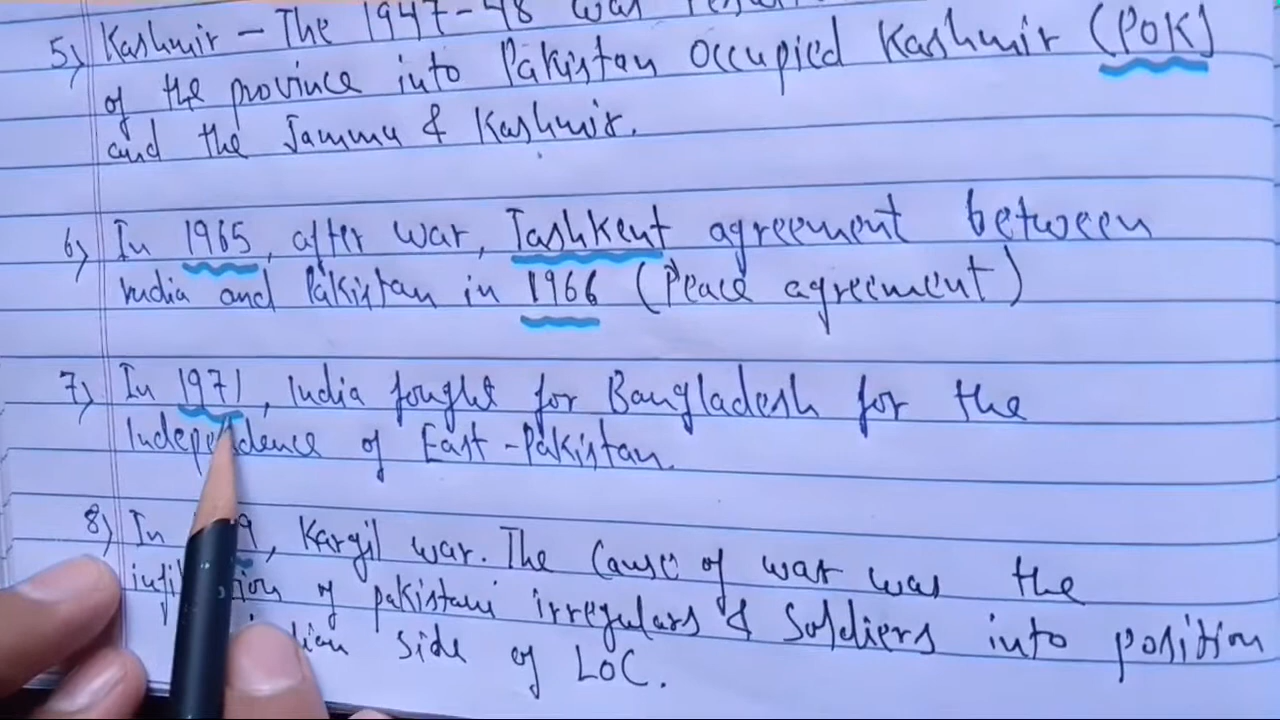 5) Kashmir – The 1947-48 was
of the province into Pakistan Occupied Kashmir (POK)
and the Jammu & Kashmir.
6) In 1965, after war, Tashkent agreement between
India and Pakistan in 1966 (Peace agreement)
7) In 1971, India fought for Bangladesh for the
Independence of East-Pakistan.
8) In 9, Kargil war. The Cause of war was the
of pakistani irregulars & Soldiers into position
side of LOC.